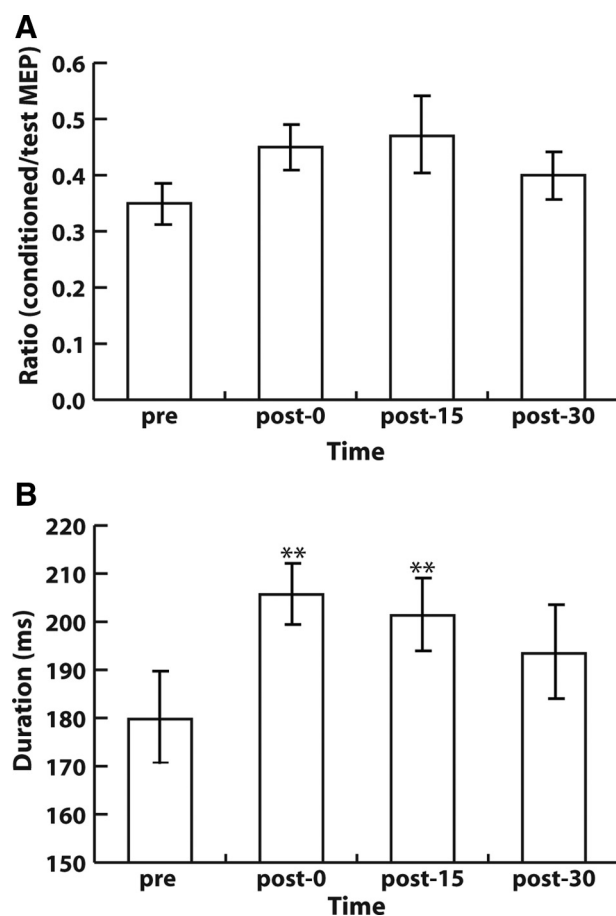 A
Ratio (conditioned/test MEP)
0.6
0.5
0.4
0.3
0.2
0.1
0.0
pre post-0 post-15 post-30
Time
B
Duration (ms)
220
210
200
190
180
170
160
150
** **
pre post-0 post-15 post-30
Time